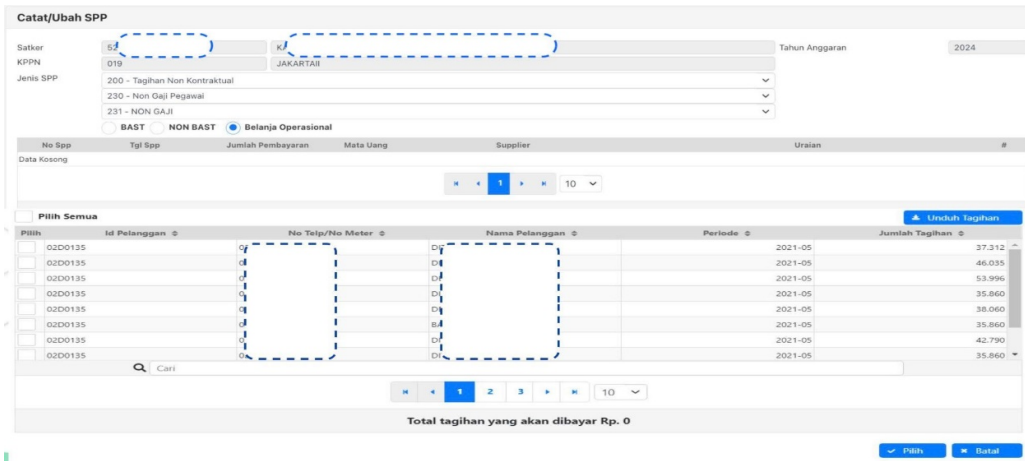 Catat/Ubah SPP
Satker 52 KA Tahun Anggaran 2024
KPPN 019 JAKARTAII
Jenis SPP 200 - Tagihan Non Kontraktual
230 - Non Gaji Pegawai
231 - NON GAJI
BAST NON BAST Belanja Operasional
No Spp Tgl Spp Jumlah Pembayaran Mata Uang Supplier Uraian #
Data Kosong
1 10
Pilih Semua Unduh Tagihan
Pilih Id Pelanggan No Telp/No Meter Nama Pelanggan Periode Jumlah Tagihan
02D0135 2021-05 37.312
02D0135 2021-05 46.035
02D0135 2021-05 53.996
02D0135 2021-05 35.860
02D0135 2021-05 38.060
02D0135 BA 2021-05 35.860
02D0135 2021-05 42.790
02D0135 2021-05 35.860
Cari
1 2 3 10
Total tagihan yang akan dibayar Rp. 0
Pilih Batal